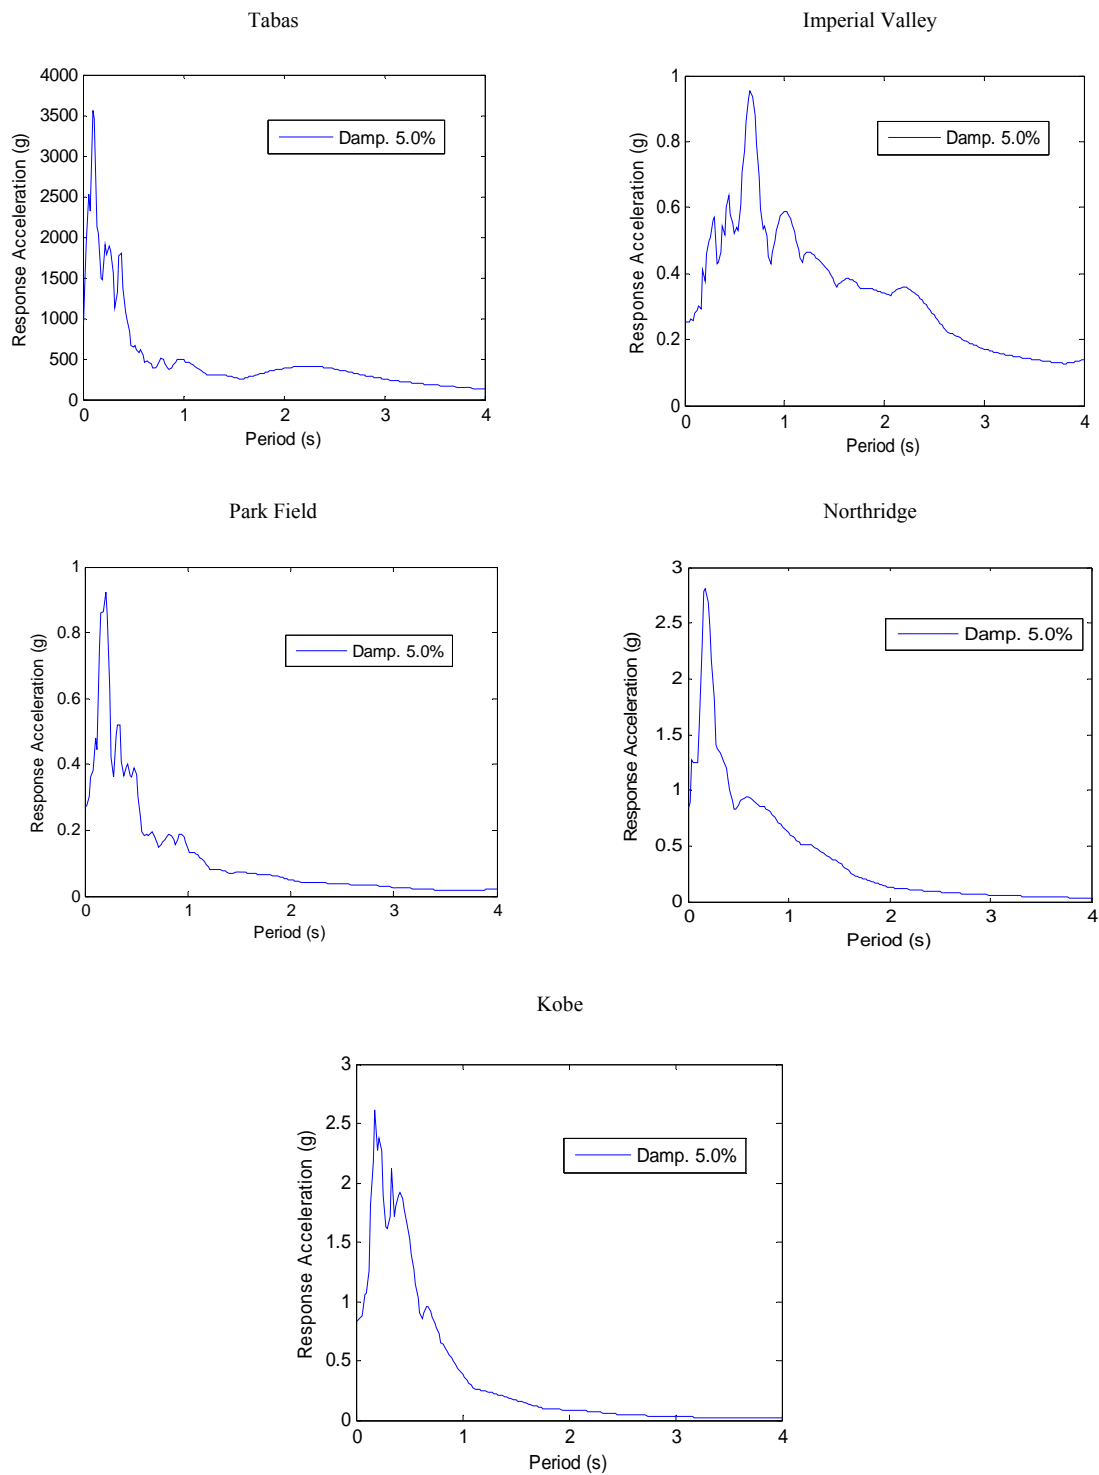 Tabas
Imperial Valley
4000
3500
3000
2500
2000
1500
1000
500
0
0 1 2 3 4
Response Acceleration (g)
Period (s)
Damp. 5.0%
1
0.8
0.6
0.4
0.2
0
0 1 2 3 4
Response Acceleration (g)
Period (s)
Damp. 5.0%
Park Field
Northridge
1
0.8
0.6
0.4
0.2
0
0 1 2 3 4
Response Acceleration (g)
Period (s)
Damp. 5.0%
3
2.5
2
1.5
1
0.5
0
0 1 2 3 4
Response Acceleration (g)
Period (s)
Damp. 5.0%
Kobe
3
2.5
2
1.5
1
0.5
0
0 1 2 3 4
Response Acceleration (g)
Period (s)
Damp. 5.0%